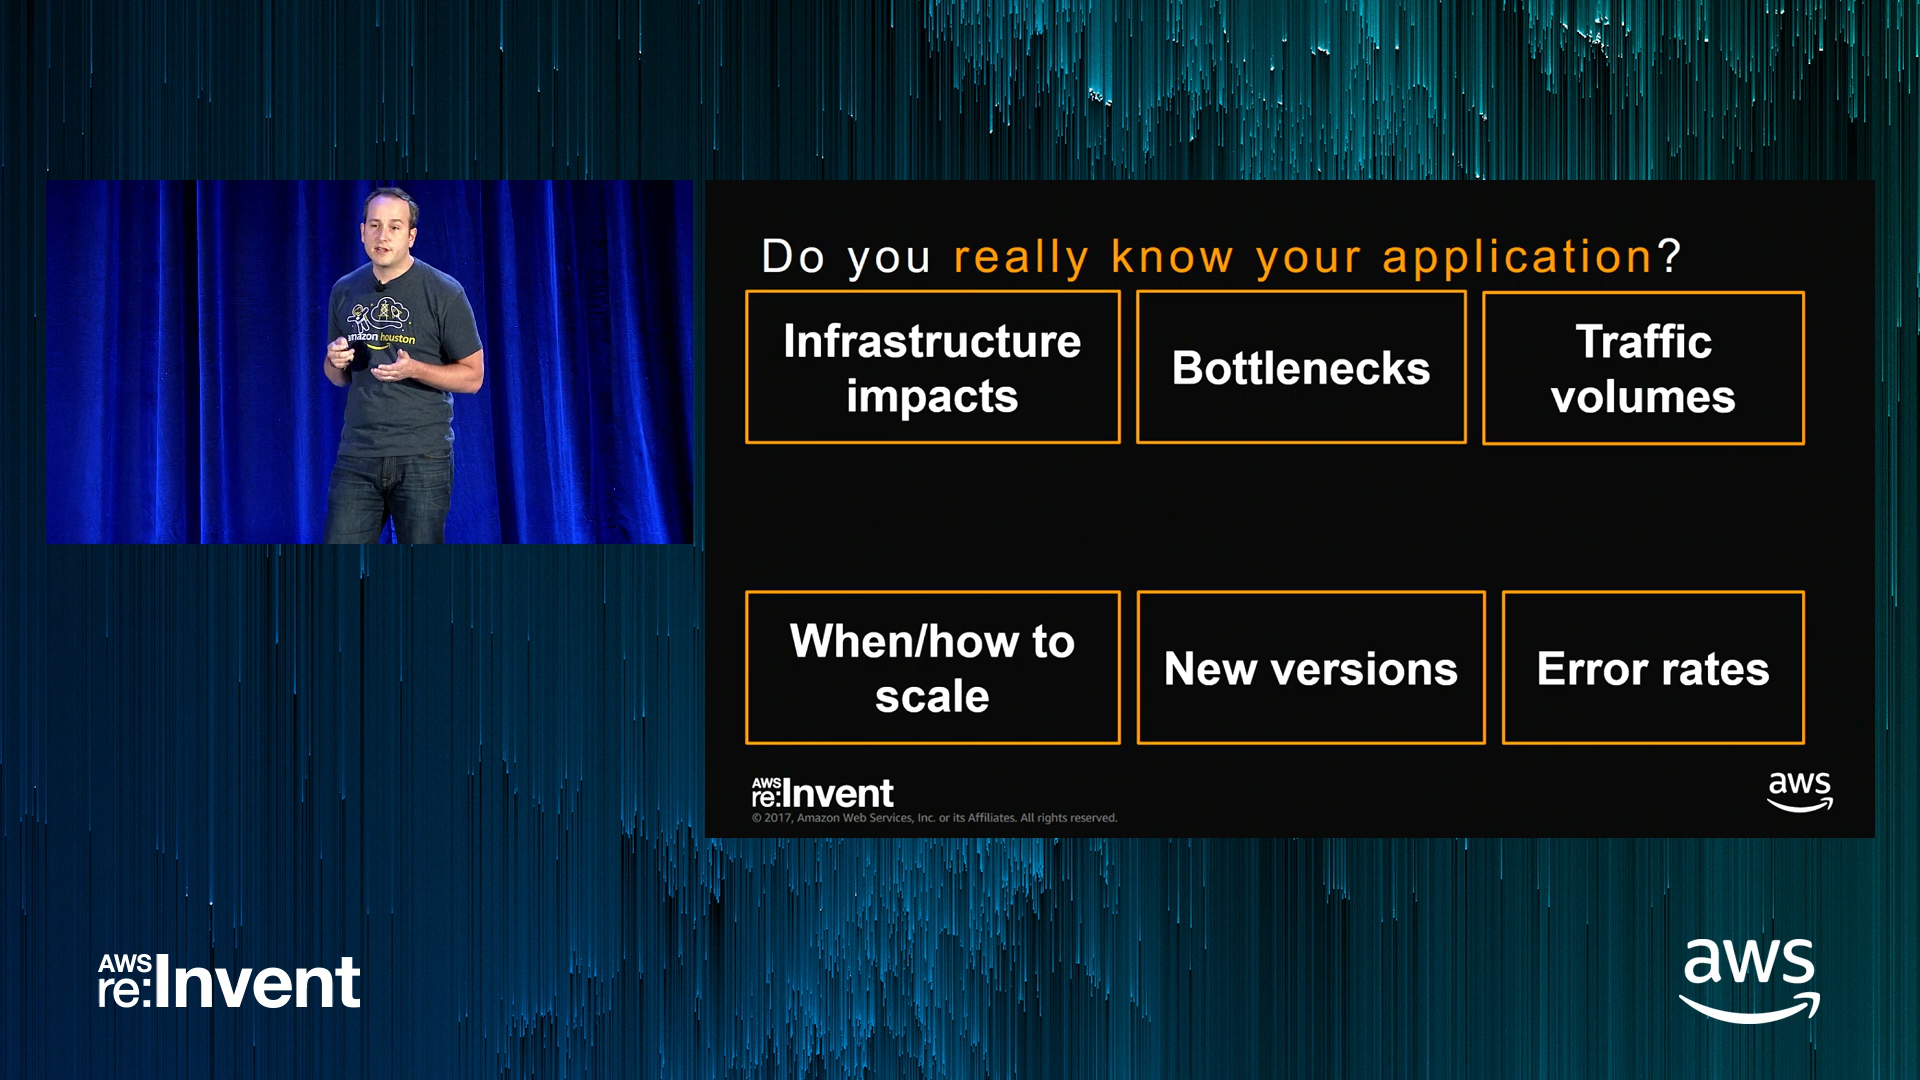 Do you really know your application?
Infrastructure
impacts
Bottlenecks
Traffic
volumes
When/how to
scale
New versions
Error rates
AWS
re:Invent
© 2017, Amazon Web Services, Inc. or its Affiliates. All rights reserved.
aws
amazon houston
AWS
re:Invent
aws